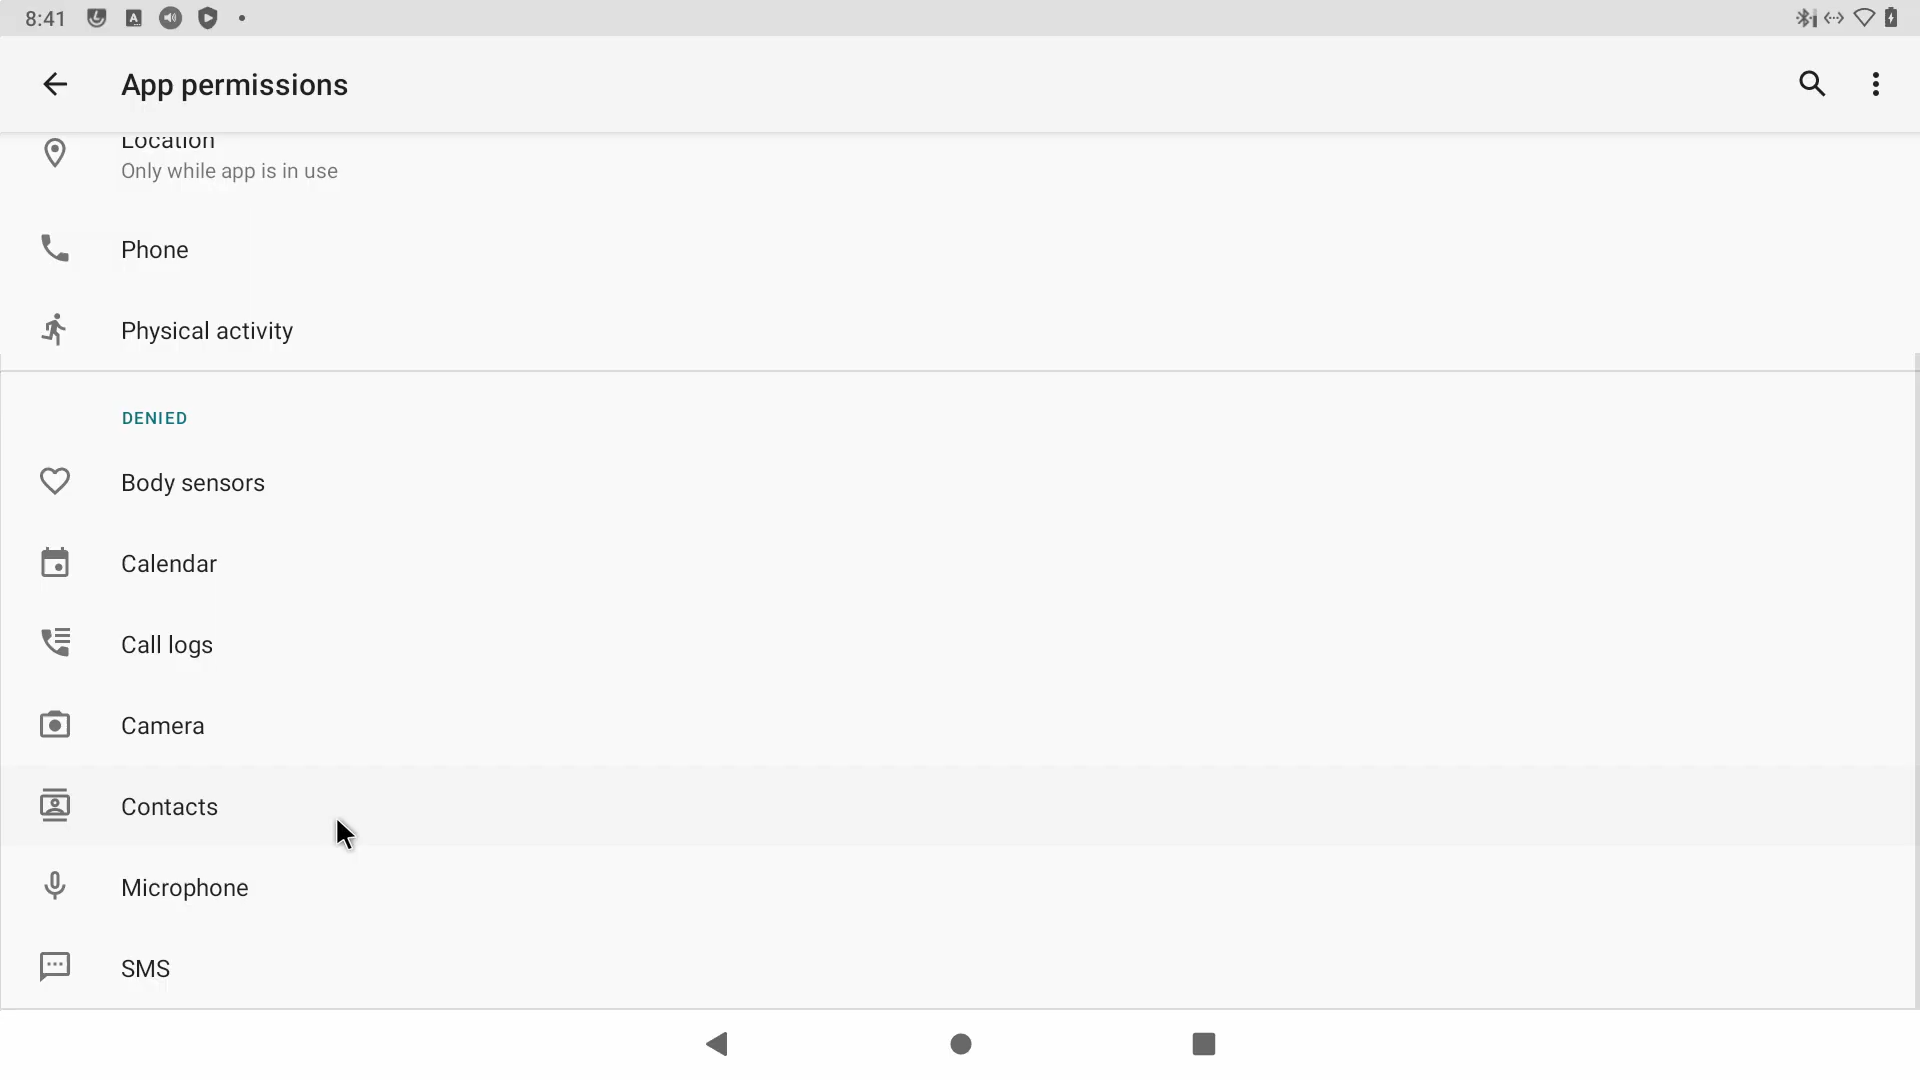 8:41
App permissions
Location
Only while app is in use
Phone
Physical activity
DENIED
Body sensors
Calendar
Call logs
Camera
Contacts
Microphone
SMS